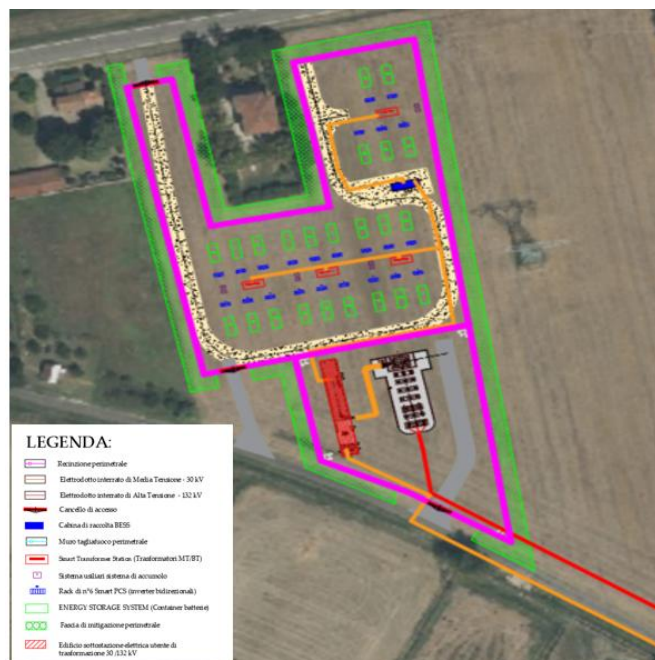 LEGENDA:
Recinzione perimetrale
Elettrodotto interrato di Media Tensione - 30 kV
Elettrodotto interrato di Alta Tensione - 132 kV
Cancello di accesso
Cabina di raccolta BESS
Muro tagliafuoco perimetrale
Smart Transformer Station (Trasformatori MT/BT)
Sistema ausiliari sistema di accumulo
Rack di n°6 Smart PCS (inverter bidirezionali)
ENERGY STORAGE SYSTEM (Container batterie)
Fascia di mitigazione perimetrale
Edificio sottostazione elettrica utente di
trasformazione 30 /132 kV